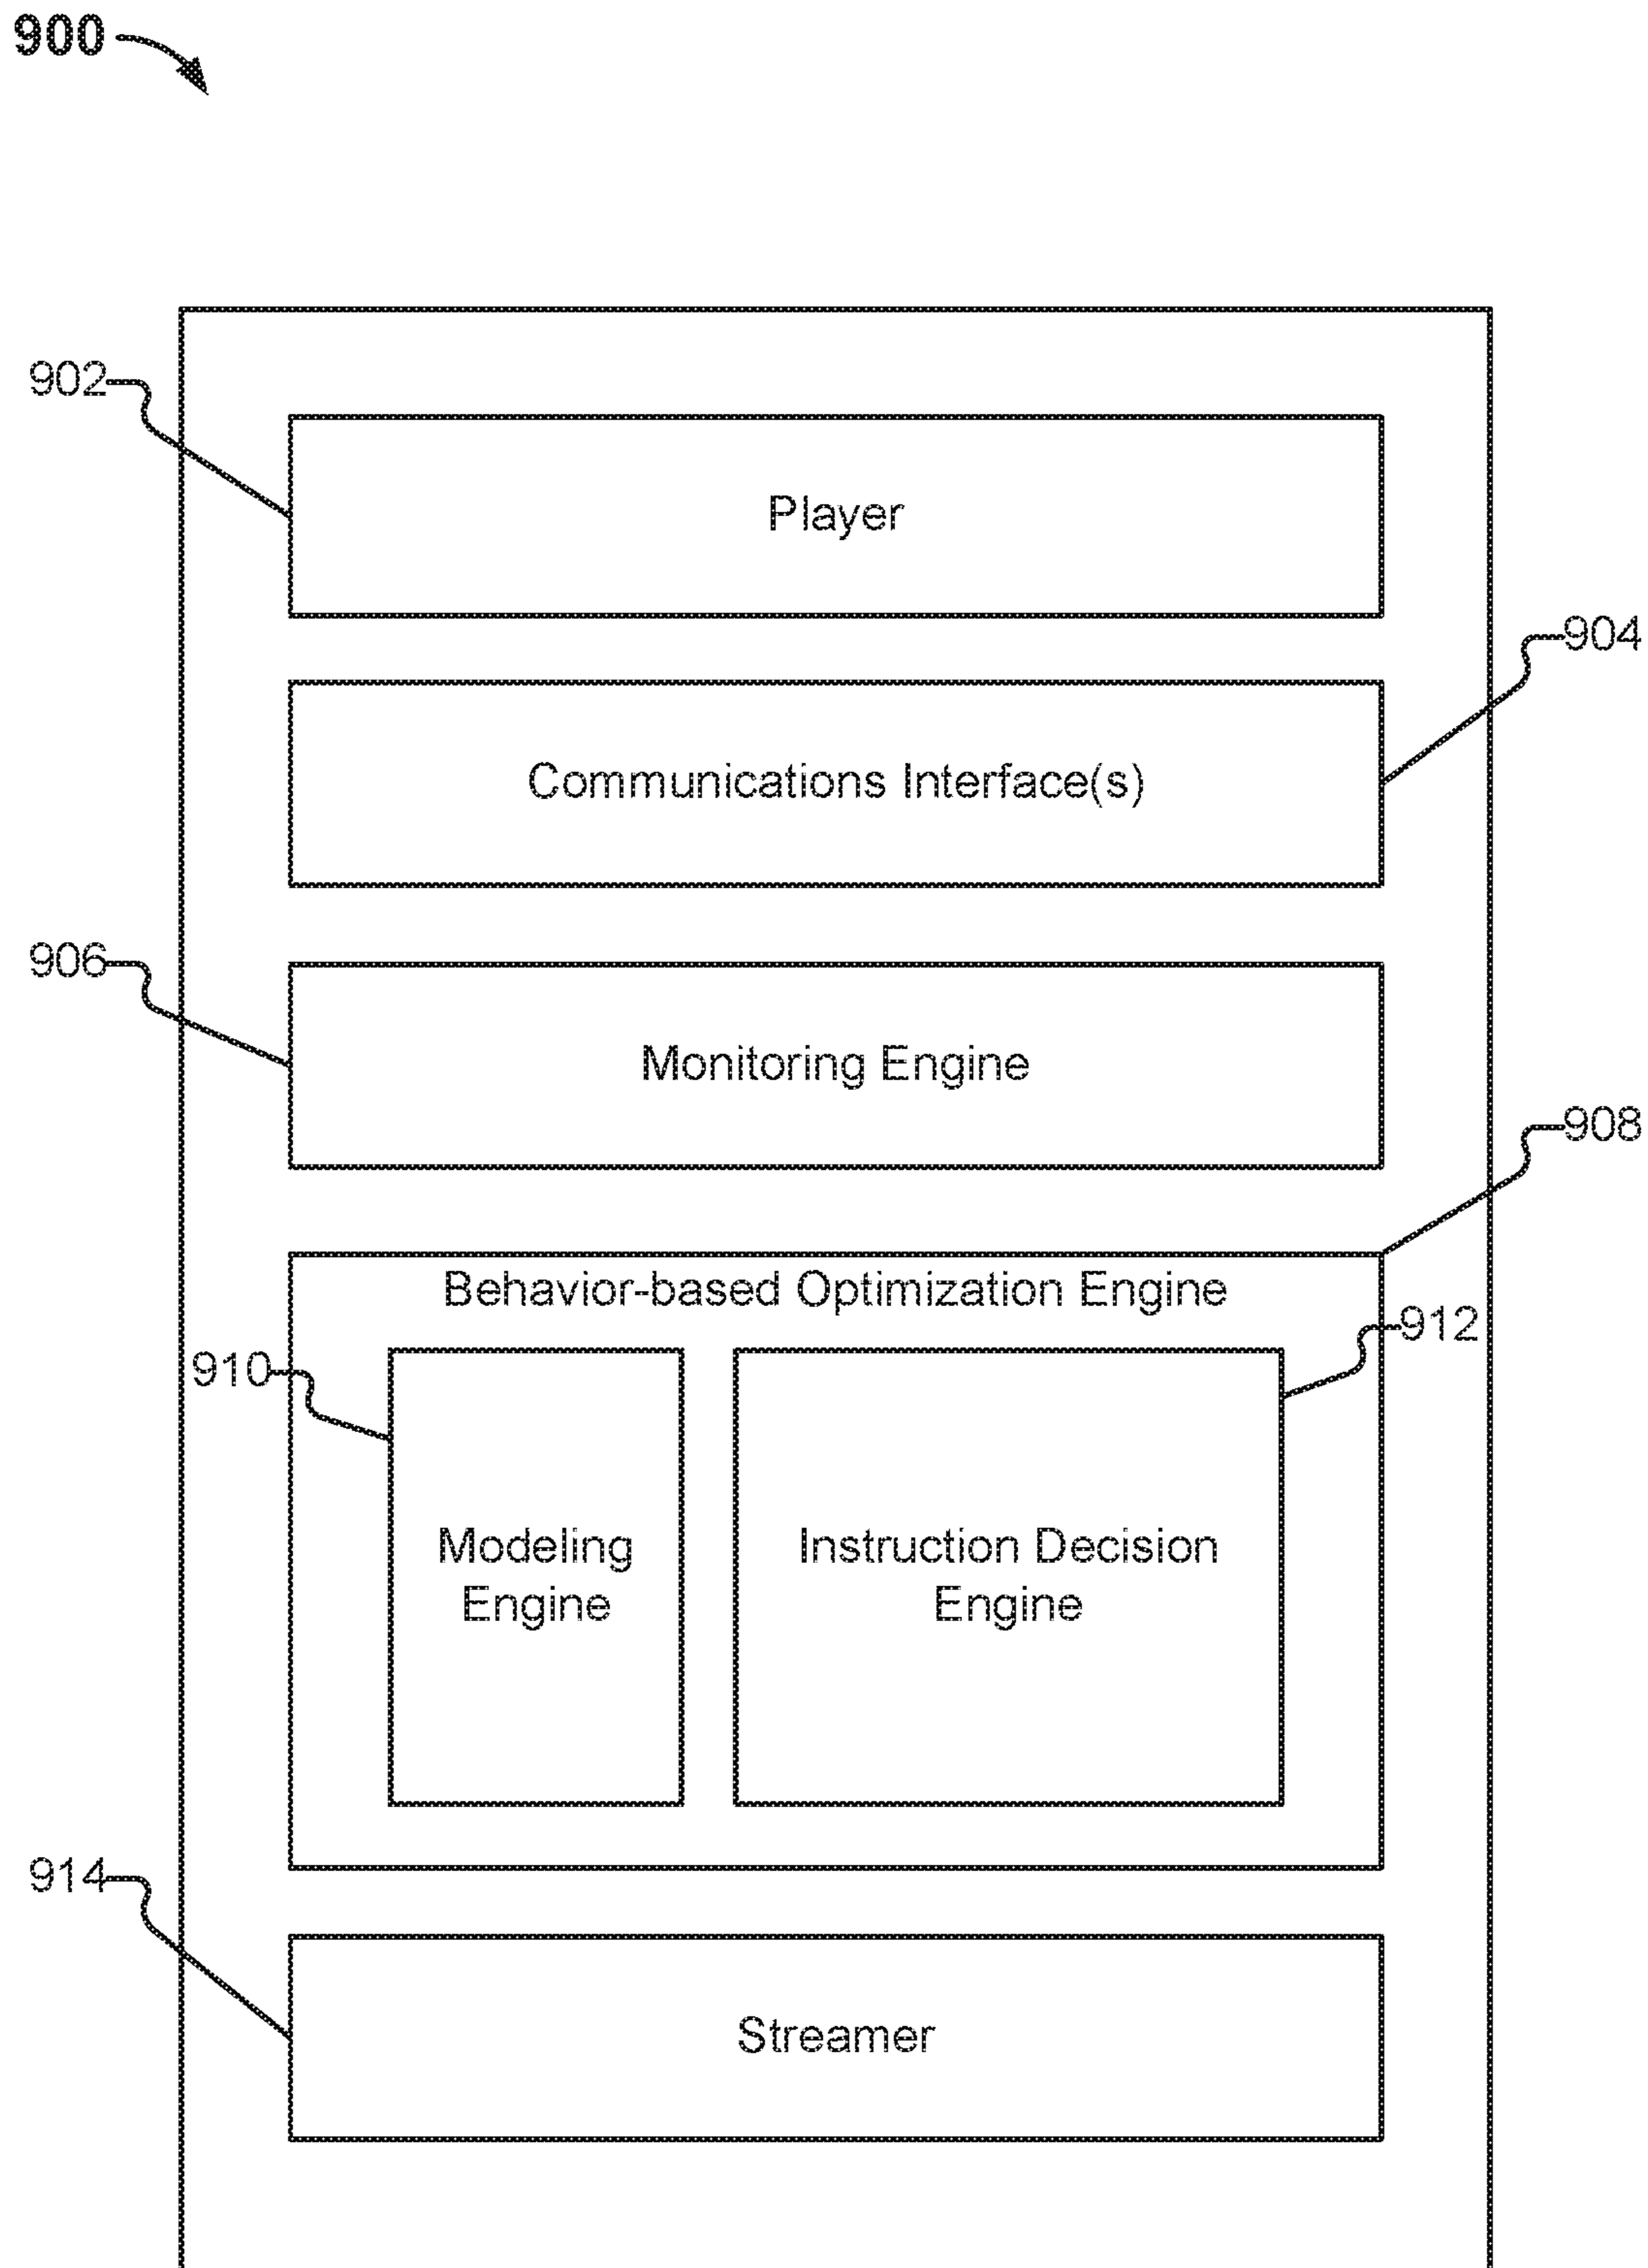 900
902
Player
904
Communications Interface(s)
906
Monitoring Engine
908
Behavior-based Optimization Engine
912
910
Modeling
Engine
Instruction Decision
Engine
914
Streamer